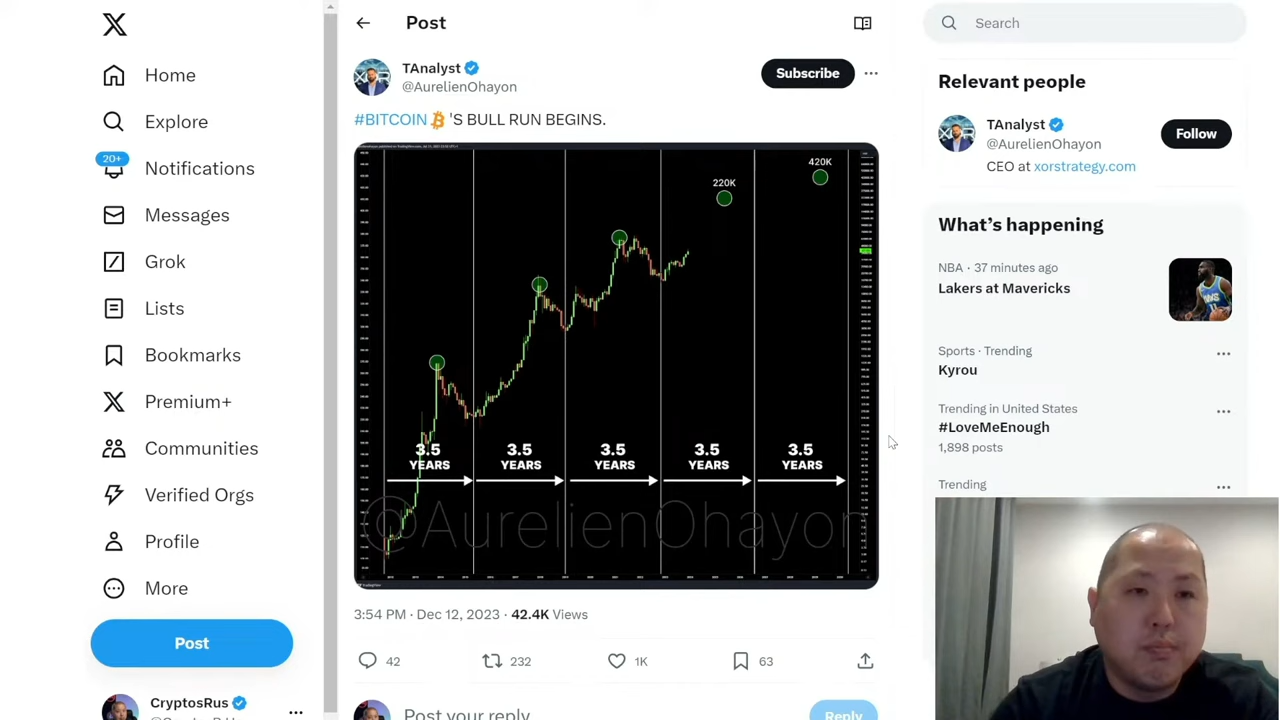 Home
Explore
20+
Notifications
Messages
Grok
Lists
Bookmarks
Premium+
Communities
Verified Orgs
Profile
More
Post
CryptosRus
Post
TAnalyst
@AurelienOhayon
Subscribe
#BITCOIN 'S BULL RUN BEGINS.
420K
220K
3.5 YEARS
3.5 YEARS
3.5 YEARS
3.5 YEARS
3.5 YEARS
@AurelienOhayon
3:54 PM · Dec 12, 2023 · 42.4K Views
42
232
1K
63
Post your reply
Reply
Search
Relevant people
TAnalyst
@AurelienOhayon
Follow
CEO at xorstrategy.com
What's happening
NBA · 37 minutes ago
Lakers at Mavericks
Sports · Trending
Kyrou
Trending in United States
#LoveMeEnough
1,898 posts
Trending